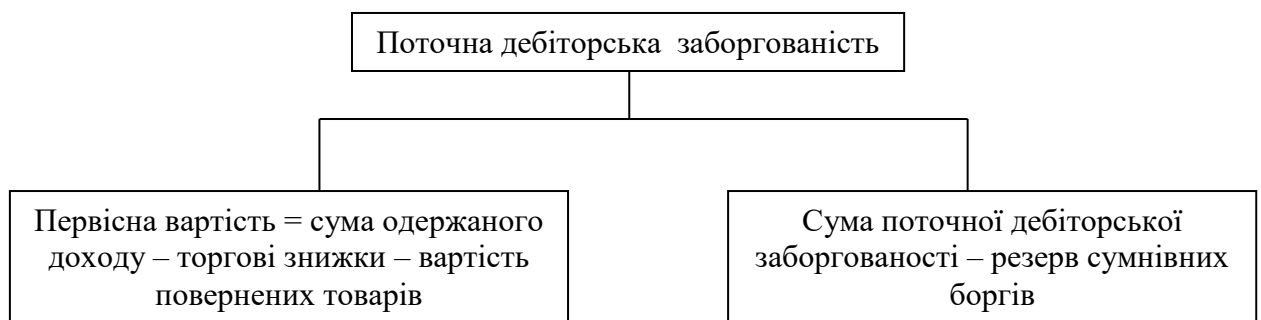 Поточна дебіторська заборгованість
Первісна вартість = сума одержаного
доходу – торгові знижки – вартість
повернених товарів
Сума поточної дебіторської
заборгованості – резерв сумнівних
боргів